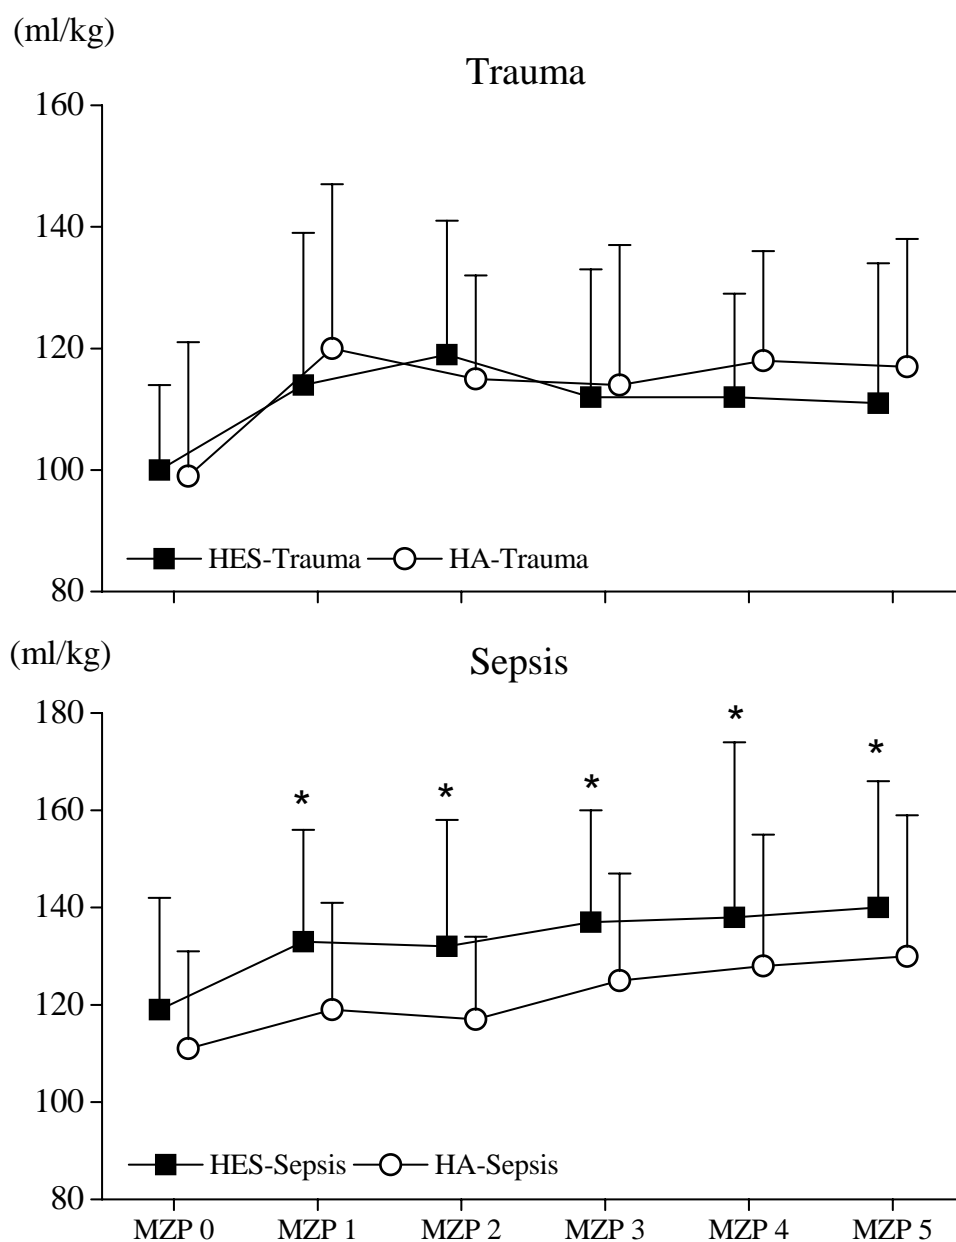 (ml/kg)
Trauma
160
140
120
100
80
HES-Trauma HA-Trauma
(ml/kg)
Sepsis
180
160
140
120
100
80
* * * * *
HES-Sepsis HA-Sepsis
MZP 0 MZP 1 MZP 2 MZP 3 MZP 4 MZP 5